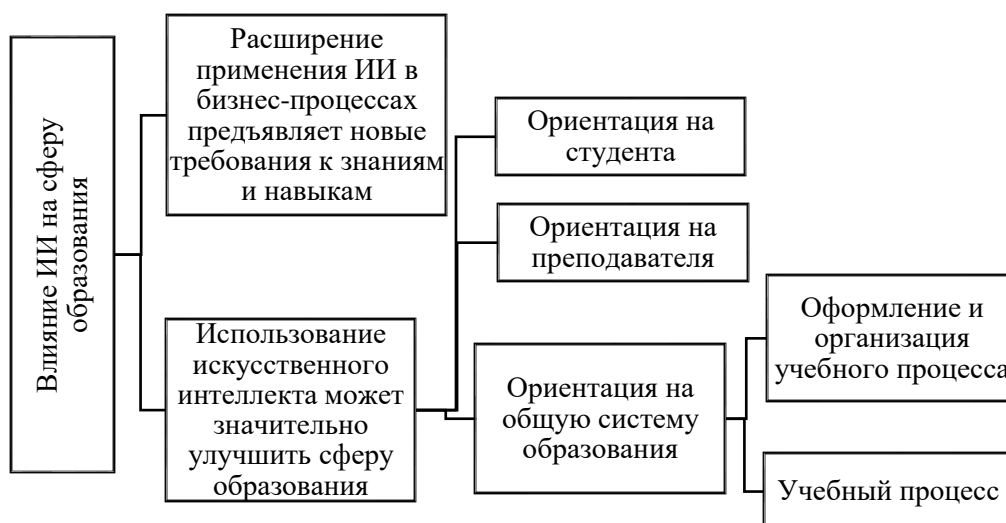 Влияние ИИ на сферу
образования
Расширение
применения ИИ в
бизнес-процессах
предъявляет новые
требования к знаниям
и навыкам
Использование
искусственного
интеллекта может
значительно
улучшить сферу
образования
Ориентация на
студента
Ориентация на
преподавателя
Ориентация на
общую систему
образования
Оформление и
организация
учебного процесса
Учебный процесс